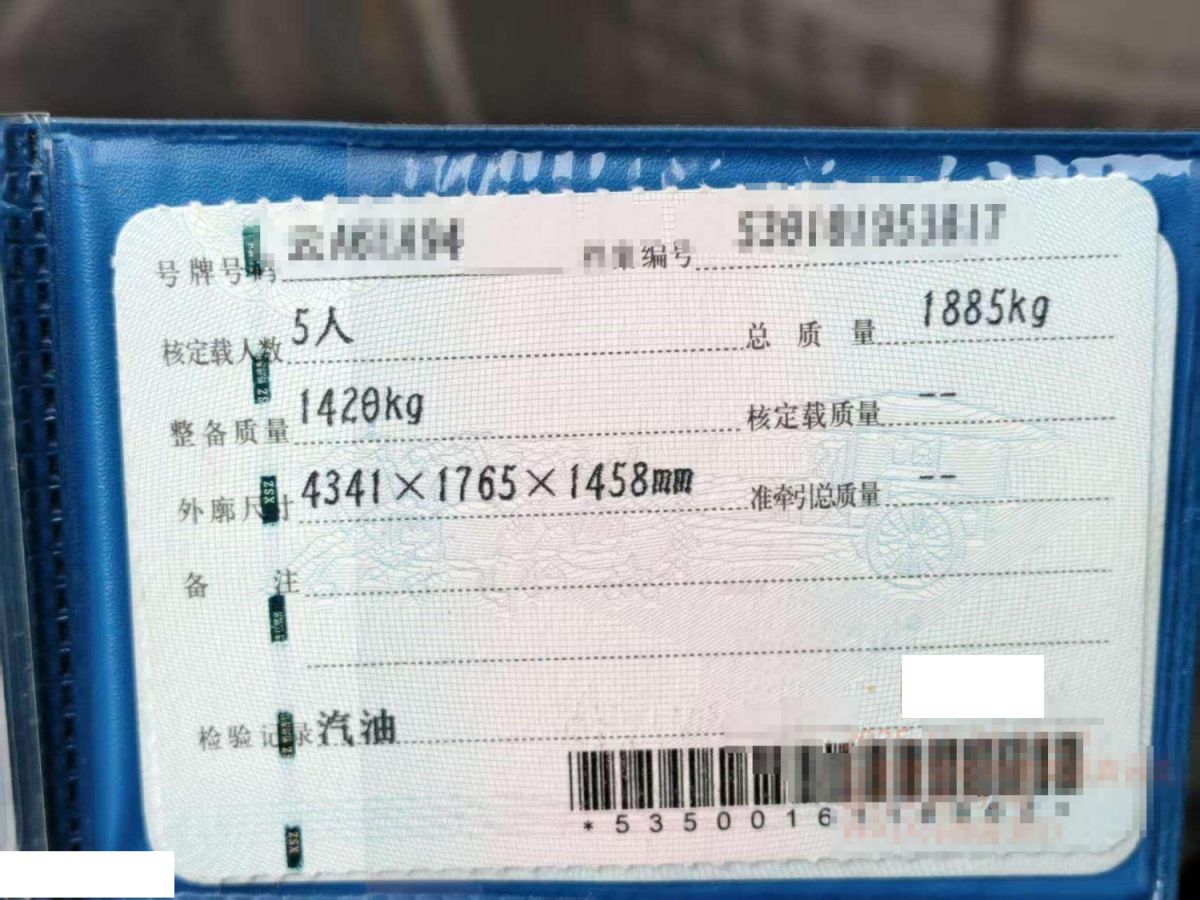 号牌号码 编号
核定载人数 5人 总质量 1885kg
整备质量 1420kg 核定载质量 --
外廓尺寸 4341×1765×1458mm 准牵引总质量 --
备注
检验记录 汽油
*5350016